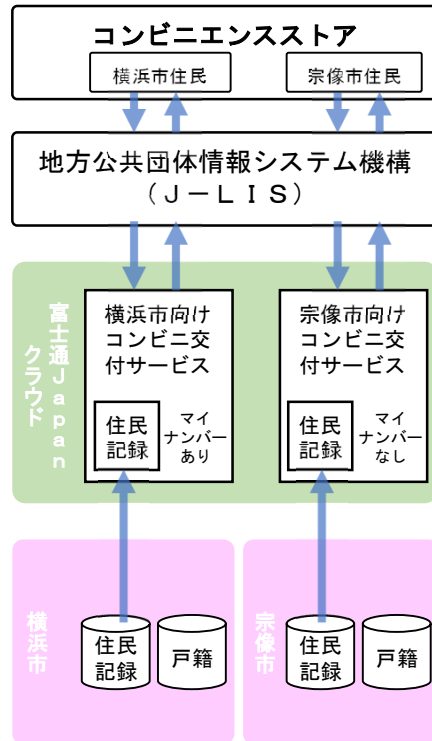 コンビニエンスストア
横浜市住民
宗像市住民
地方公共団体情報システム機構
（Ｊ－ＬＩＳ）
富士通Ｊａｐａｎ
クラウド
横浜市向け
コンビニ交
付サービス
住民
記録
マイ
ナンバー
あり
宗像市向け
コンビニ交
付サービス
住民
記録
マイ
ナンバー
なし
横浜市
住民
記録
戸籍
宗像市
住民
記録
戸籍